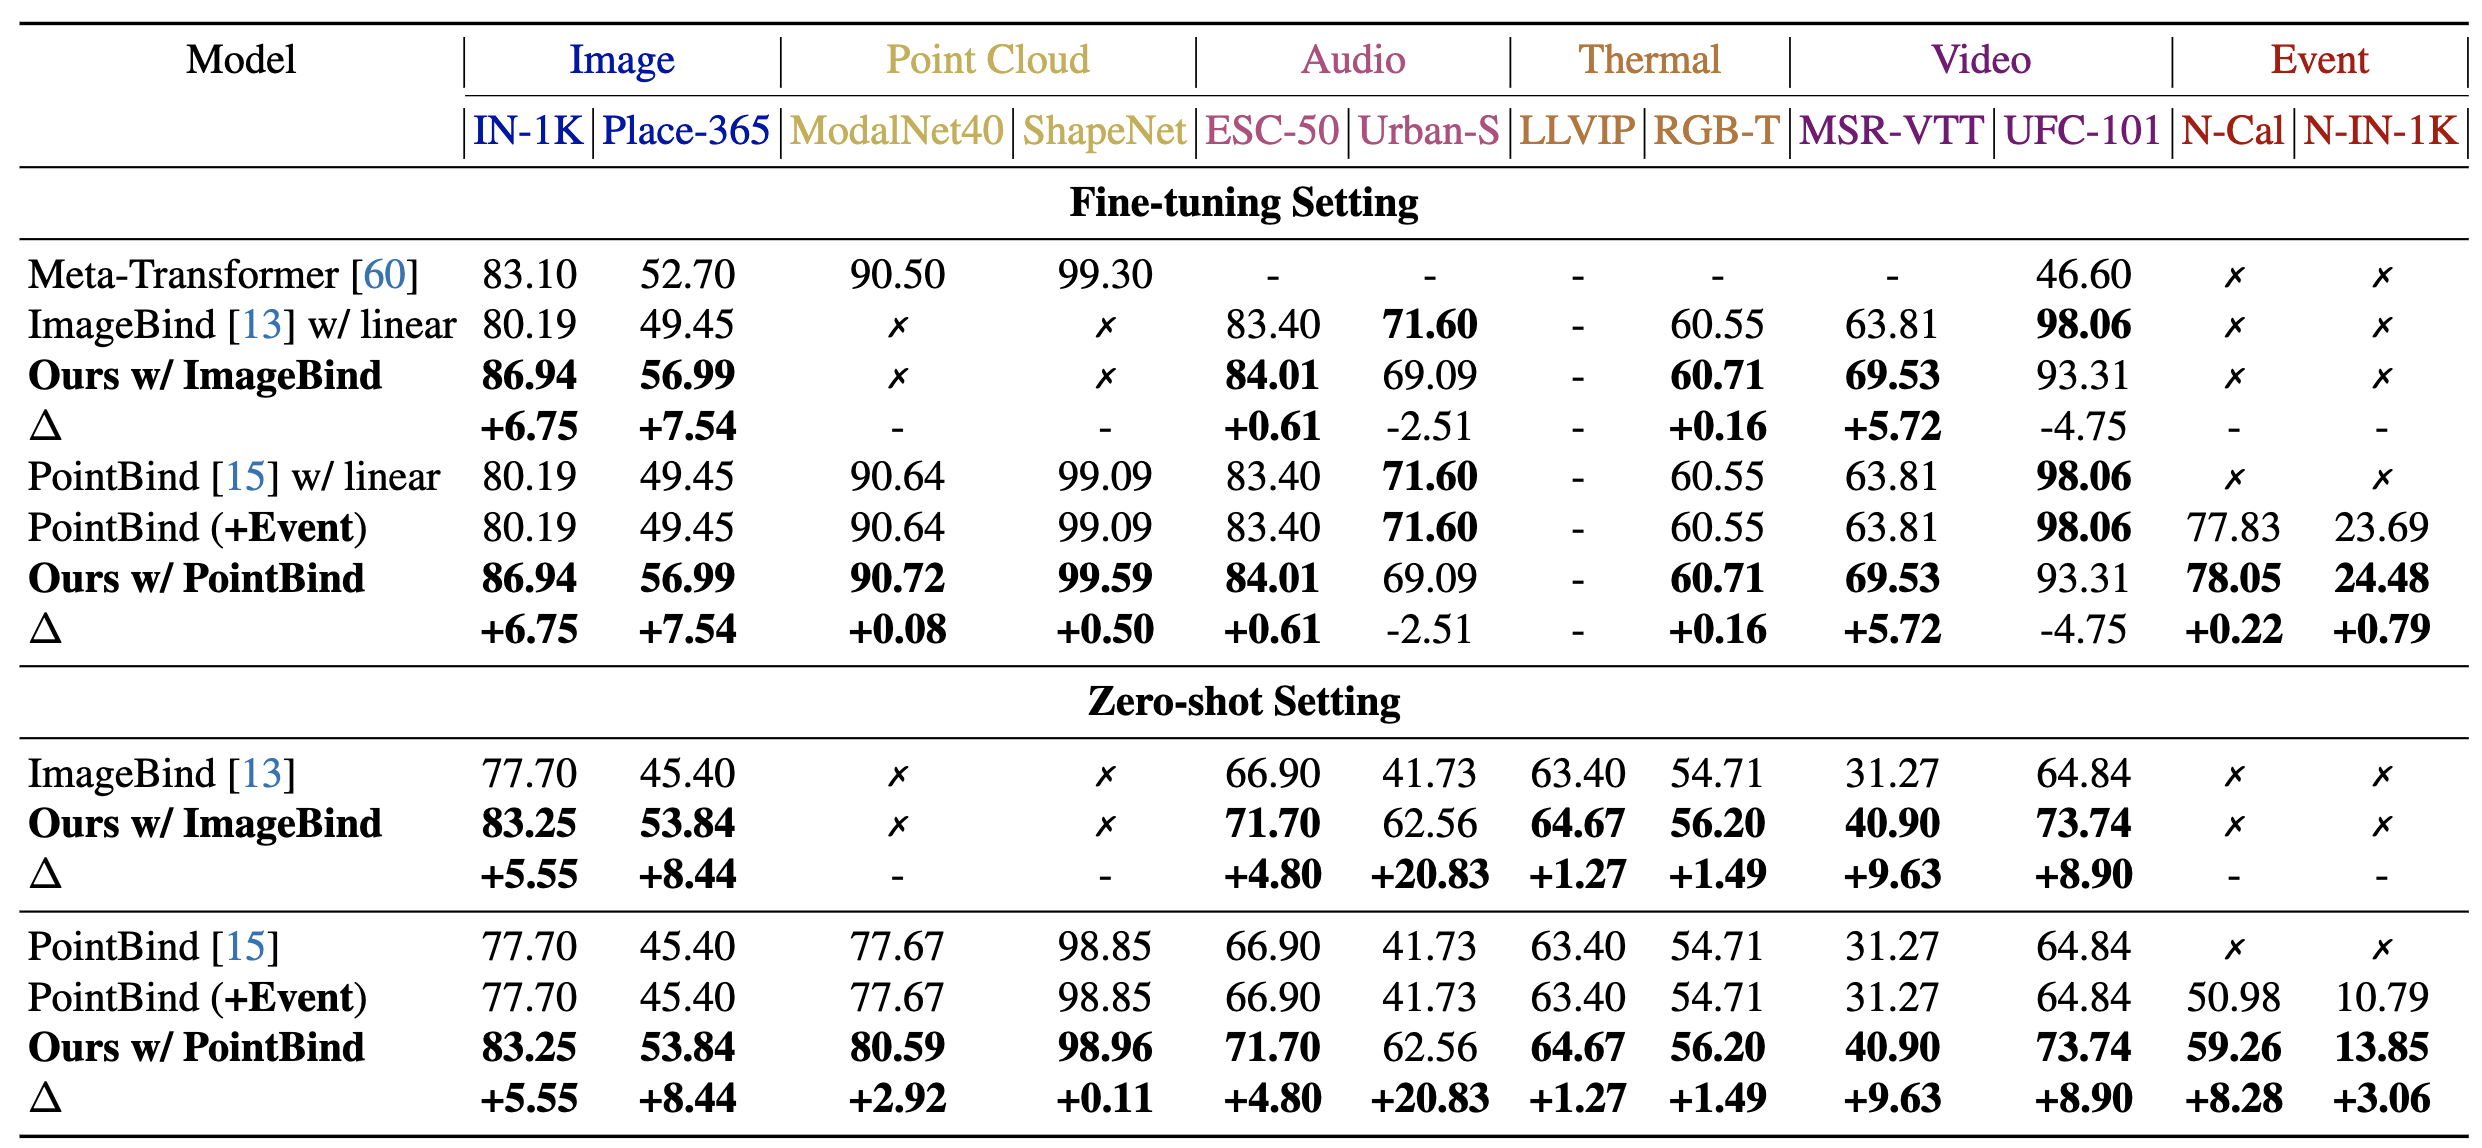 Model Image Point Cloud Audio Thermal Video Event
IN-1K Place-365 ModalNet40 ShapeNet ESC-50 Urban-S LLVIP RGB-T MSR-VTT UFC-101 N-Cal N-IN-1K
Fine-tuning Setting
Meta-Transformer [60] 83.10 52.70 90.50 99.30 - - - - - 46.60 ✗ ✗
ImageBind [13] w/ linear 80.19 49.45 ✗ ✗ 83.40 71.60 - 60.55 63.81 98.06 ✗ ✗
Ours w/ ImageBind 86.94 56.99 ✗ ✗ 84.01 69.09 - 60.71 69.53 93.31 ✗ ✗
Δ +6.75 +7.54 - - +0.61 -2.51 - +0.16 +5.72 -4.75 - -
PointBind [15] w/ linear 80.19 49.45 90.64 99.09 83.40 71.60 - 60.55 63.81 98.06 ✗ ✗
PointBind (+Event) 80.19 49.45 90.64 99.09 83.40 71.60 - 60.55 63.81 98.06 77.83 23.69
Ours w/ PointBind 86.94 56.99 90.72 99.59 84.01 69.09 - 60.71 69.53 93.31 78.05 24.48
Δ +6.75 +7.54 +0.08 +0.50 +0.61 -2.51 - +0.16 +5.72 -4.75 +0.22 +0.79
Zero-shot Setting
ImageBind [13] 77.70 45.40 ✗ ✗ 66.90 41.73 63.40 54.71 31.27 64.84 ✗ ✗
Ours w/ ImageBind 83.25 53.84 ✗ ✗ 71.70 62.56 64.67 56.20 40.90 73.74 ✗ ✗
Δ +5.55 +8.44 - - +4.80 +20.83 +1.27 +1.49 +9.63 +8.90 - -
PointBind [15] 77.70 45.40 77.67 98.85 66.90 41.73 63.40 54.71 31.27 64.84 ✗ ✗
PointBind (+Event) 77.70 45.40 77.67 98.85 66.90 41.73 63.40 54.71 31.27 64.84 50.98 10.79
Ours w/ PointBind 83.25 53.84 80.59 98.96 71.70 62.56 64.67 56.20 40.90 73.74 59.26 13.85
Δ +5.55 +8.44 +2.92 +0.11 +4.80 +20.83 +1.27 +1.49 +9.63 +8.90 +8.28 +3.06